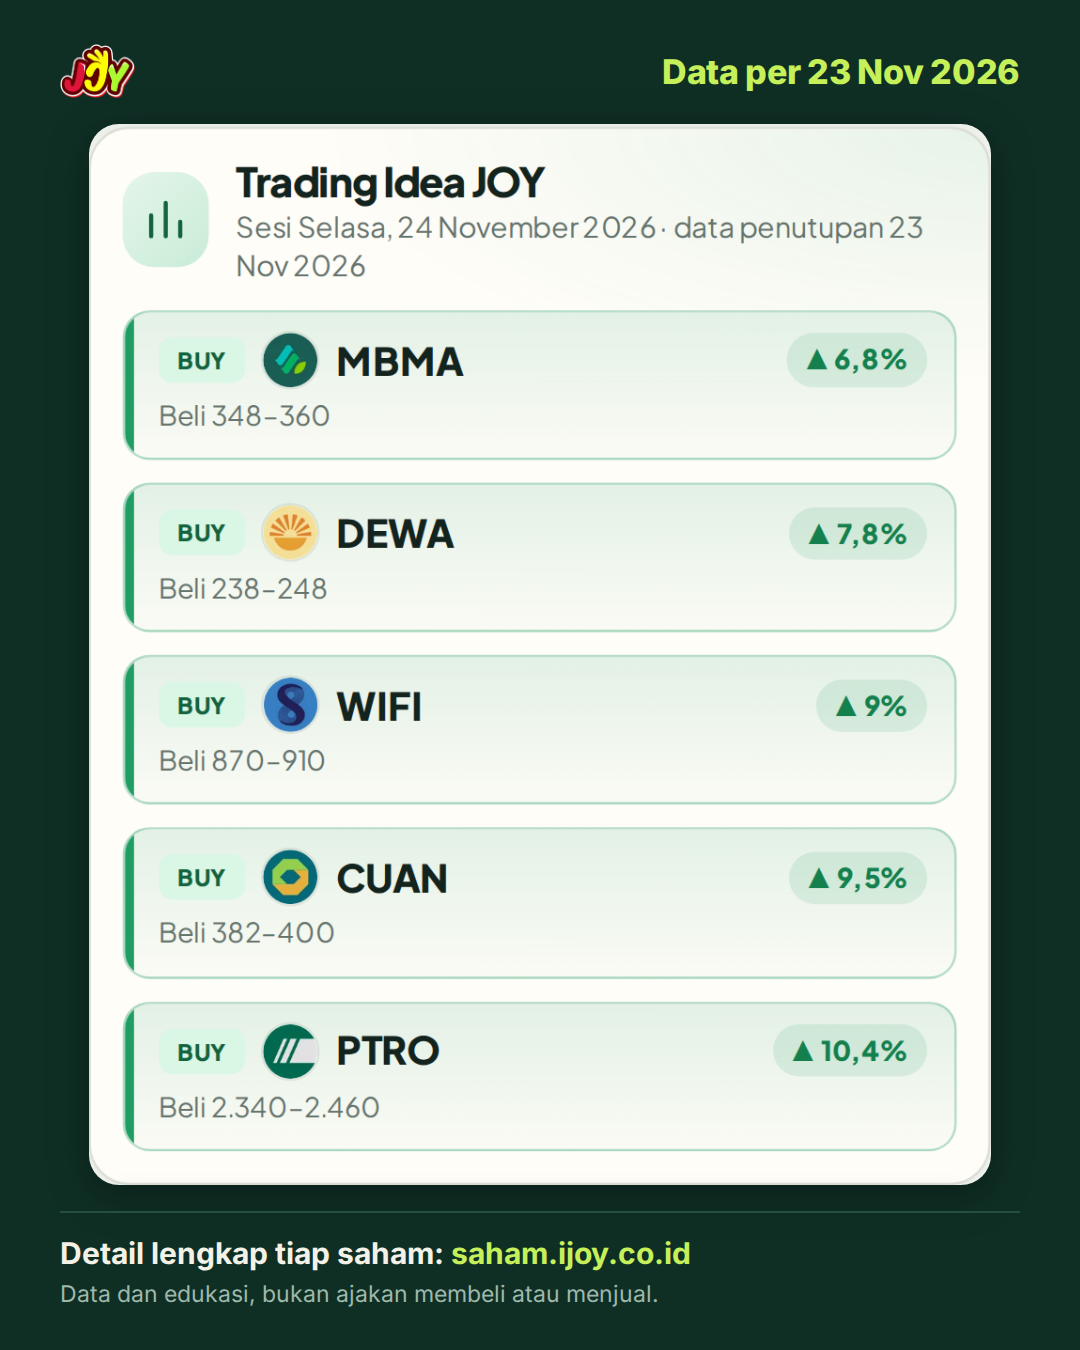 JOY
Data per 23 Nov 2026
Trading Idea JOY
Sesi Selasa, 24 November 2026 · data penutupan 23
Nov 2026
BUY MBMA ▲ 6,8%
Beli 348–360
BUY DEWA ▲ 7,8%
Beli 238–248
BUY WIFI ▲ 9%
Beli 870–910
BUY CUAN ▲ 9,5%
Beli 382–400
BUY PTRO ▲ 10,4%
Beli 2.340–2.460
Detail lengkap tiap saham: saham.ijoy.co.id
Data dan edukasi, bukan ajakan membeli atau menjual.